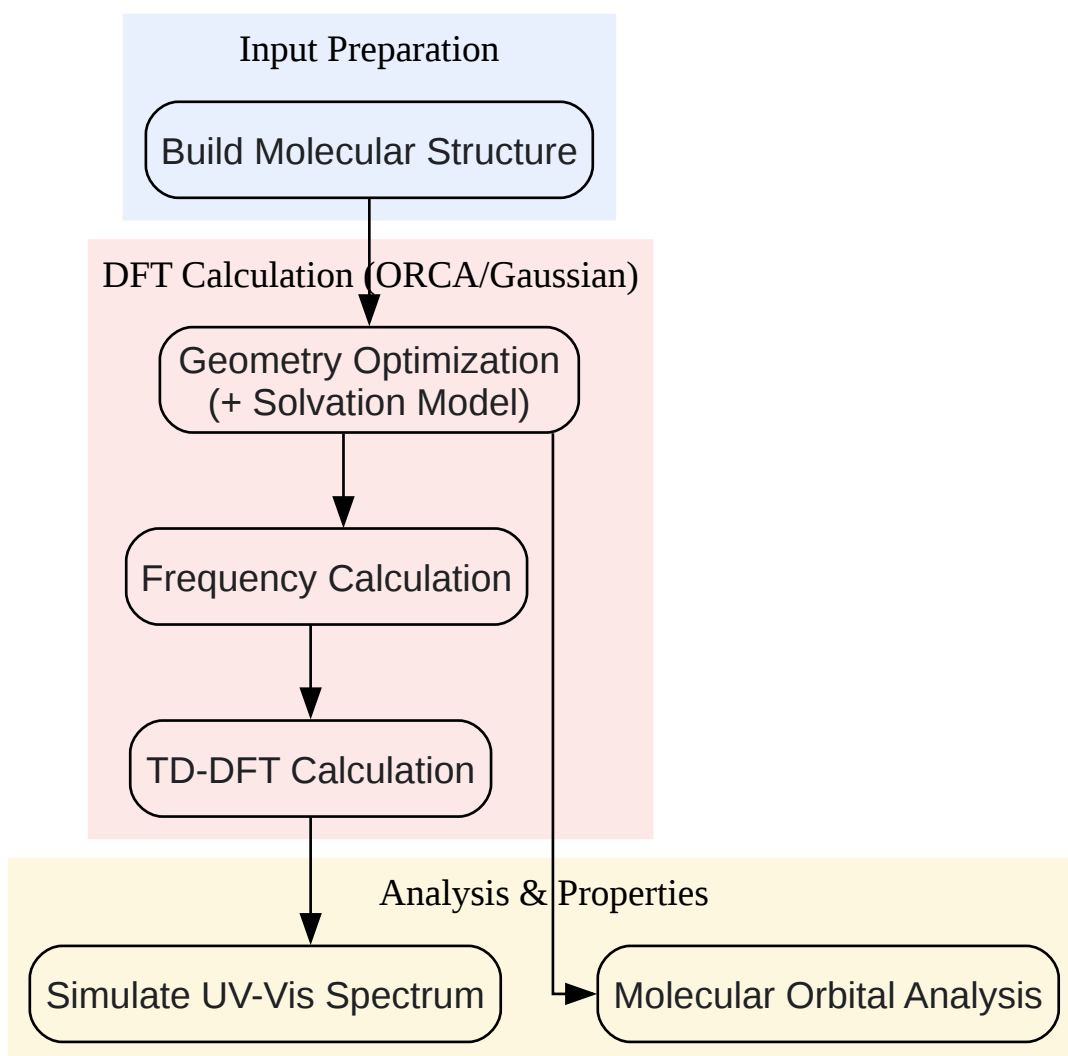 Input Preparation
Build Molecular Structure
DFT Calculation (ORCA/Gaussian)
Geometry Optimization
(+ Solvation Model)
Frequency Calculation
TD-DFT Calculation
Analysis & Properties
Simulate UV-Vis Spectrum
Molecular Orbital Analysis